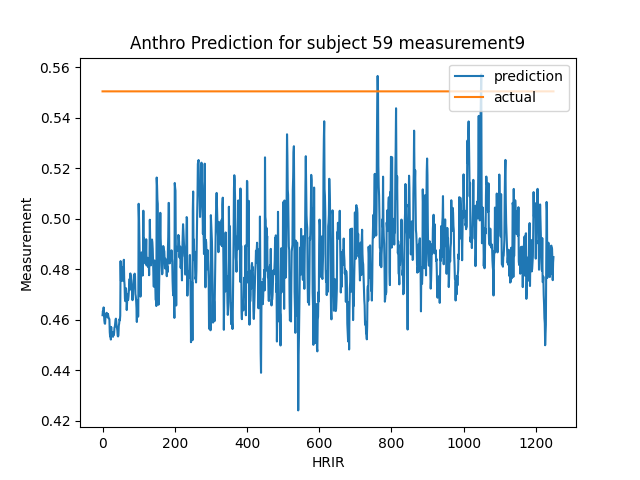 Anthro Prediction for subject 59 measurement9
prediction
actual
0.56
0.54
0.52
0.50
0.48
0.46
0.44
0.42
Measurement
0 200 400 600 800 1000 1200
HRIR